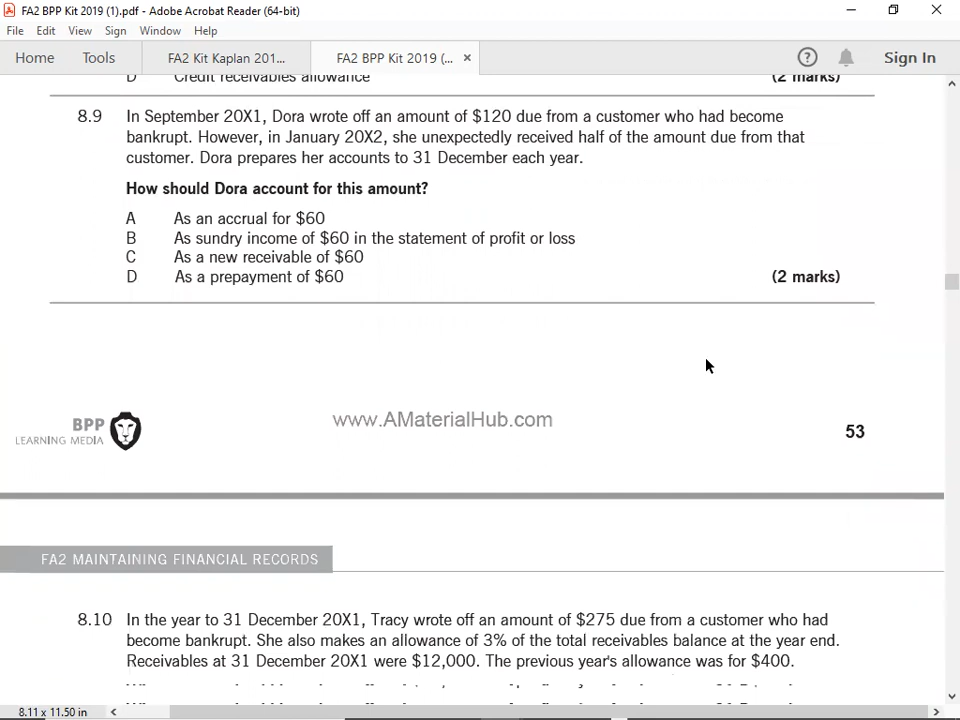 FA2 BPP Kit 2019 (1).pdf - Adobe Acrobat Reader (64-bit)
File Edit View Sign Window Help
Home Tools FA2 Kit Kaplan 201... FA2 BPP Kit 2019 (... × ? Sign In
D Credit receivables allowance (2 marks)
8.9 In September 20X1, Dora wrote off an amount of $120 due from a customer who had become
bankrupt. However, in January 20X2, she unexpectedly received half of the amount due from that
customer. Dora prepares her accounts to 31 December each year.
How should Dora account for this amount?
A As an accrual for $60
B As sundry income of $60 in the statement of profit or loss
C As a new receivable of $60
D As a prepayment of $60 (2 marks)
BPP
LEARNING MEDIA
www.AMaterialHub.com
53
FA2 MAINTAINING FINANCIAL RECORDS
8.10 In the year to 31 December 20X1, Tracy wrote off an amount of $275 due from a customer who had
become bankrupt. She also makes an allowance of 3% of the total receivables balance at the year end.
Receivables at 31 December 20X1 were $12,000. The previous year's allowance was for $400.
8.11 x 11.50 in